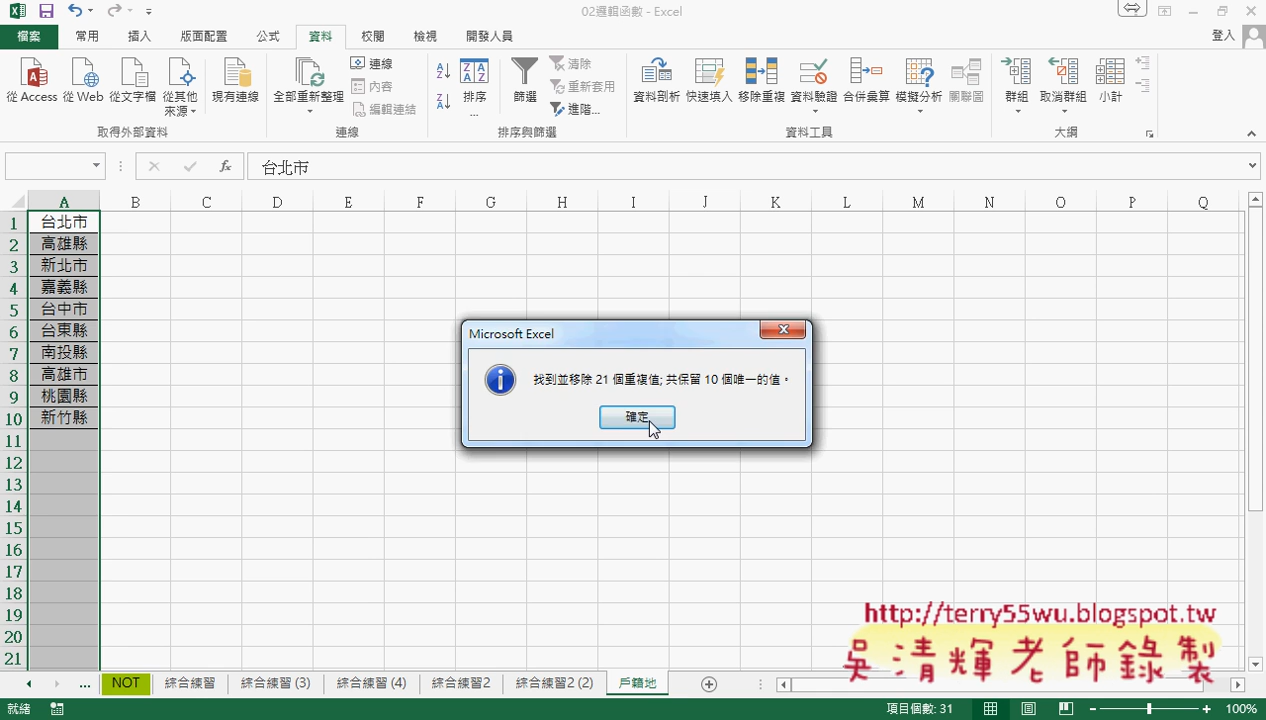 02邏輯函數 - Excel
檔案 常用 插入 版面配置 公式 資料 校閱 檢視 開發人員 登入
從 Access 從 Web 從文字檔 從其他來源 現有連線 全部重新整理 連線 內容 編輯連結 排序... 篩選 清除 重新套用 進階... 資料剖析 快速填入 移除重複 資料驗證 合併彙算 模擬分析 關聯圖 群組 取消群組 小計
取得外部資料 連線 排序與篩選 資料工具 大綱
fx 台北市
A B C D E F G H I J K L M N O P Q
1 台北市
2 高雄縣
3 新北市
4 嘉義縣
5 台中市
6 台東縣
7 南投縣
8 高雄市
9 桃園縣
10 新竹縣
11
12
13
14
15
16
17
18
19
20
21
Microsoft Excel
找到並移除 21 個重複值; 共保留 10 個唯一的值。
確定
http://terry55wu.blogspot.tw
吳清輝老師錄製
... NOT 綜合練習 綜合練習 (3) 綜合練習 (4) 綜合練習2 綜合練習2 (2) 戶籍地
就緒 項目個數: 31 100%